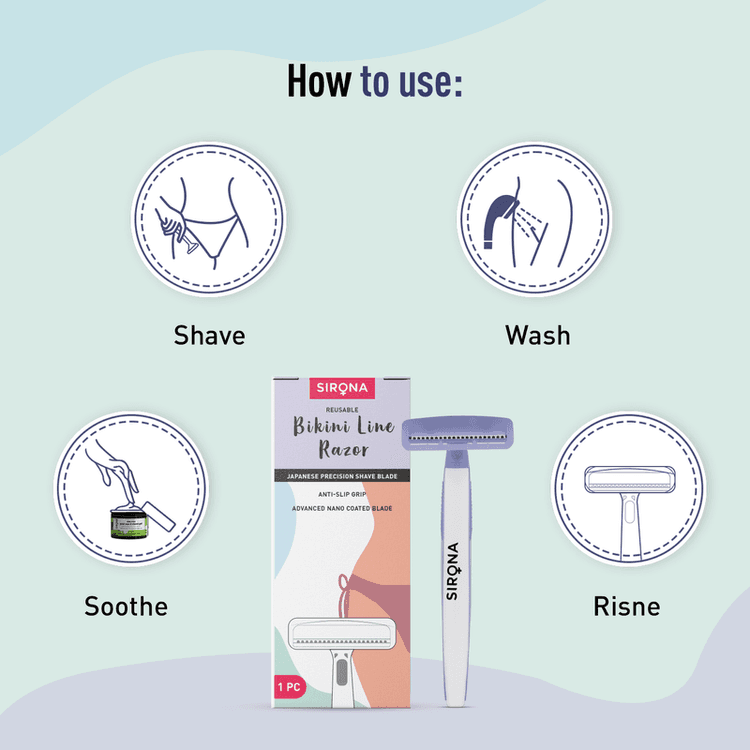 How to use:
Shave
Wash
SIRONA
REUSABLE
Bikini Line
Razor
JAPANESE PRECISION SHAVE BLADE
ANTI-SLIP GRIP
ADVANCED NANO COATED BLADE
1 PC
SIRONA
Soothe
Risne